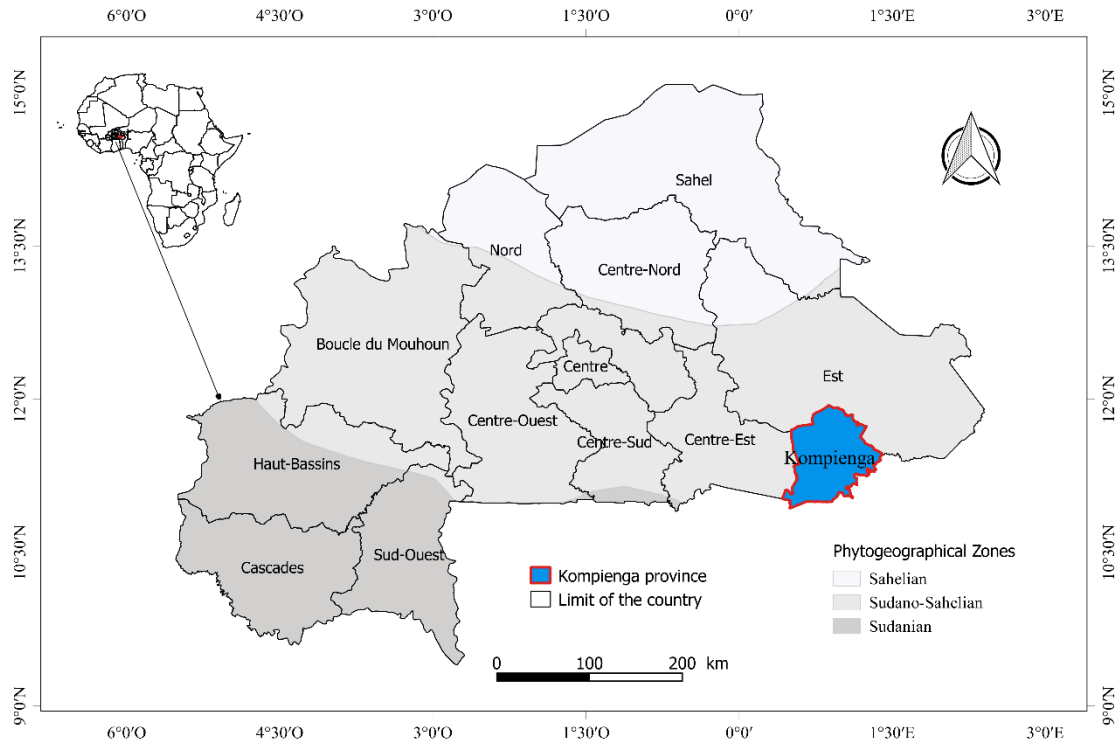 6°0′O 4°30′O 3°0′O 1°30′O 0°0′ 1°30′E 3°0′E
15°0′N 15°0′N
Sahel
13°30′N 13°30′N
Nord
Centre-Nord
Boucle du Mouhoun
Centre
Est
12°0′N 12°0′N
Centre-Ouest
Centre-Sud
Centre-Est
Kompienga
Haut-Bassins
10°30′N 10°30′N
Sud-Ouest
Cascades
Phytogeographical Zones
Kompienga province
Sahelian
Limit of the country
Sudano-Sahelian
Sudanian
0 100 200 km
9°0′N 9°0′N
6°0′O 4°30′O 3°0′O 1°30′O 0°0′ 1°30′E 3°0′E